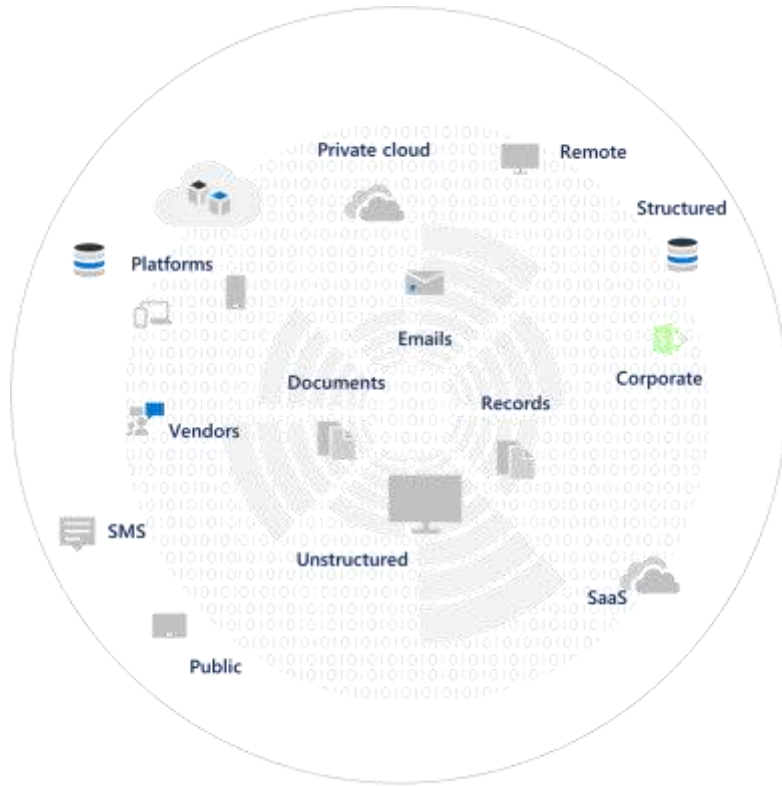 Private cloud
Remote
Structured
Platforms
Emails
Corporate
Documents
Records
Vendors
SMS
Unstructured
SaaS
Public